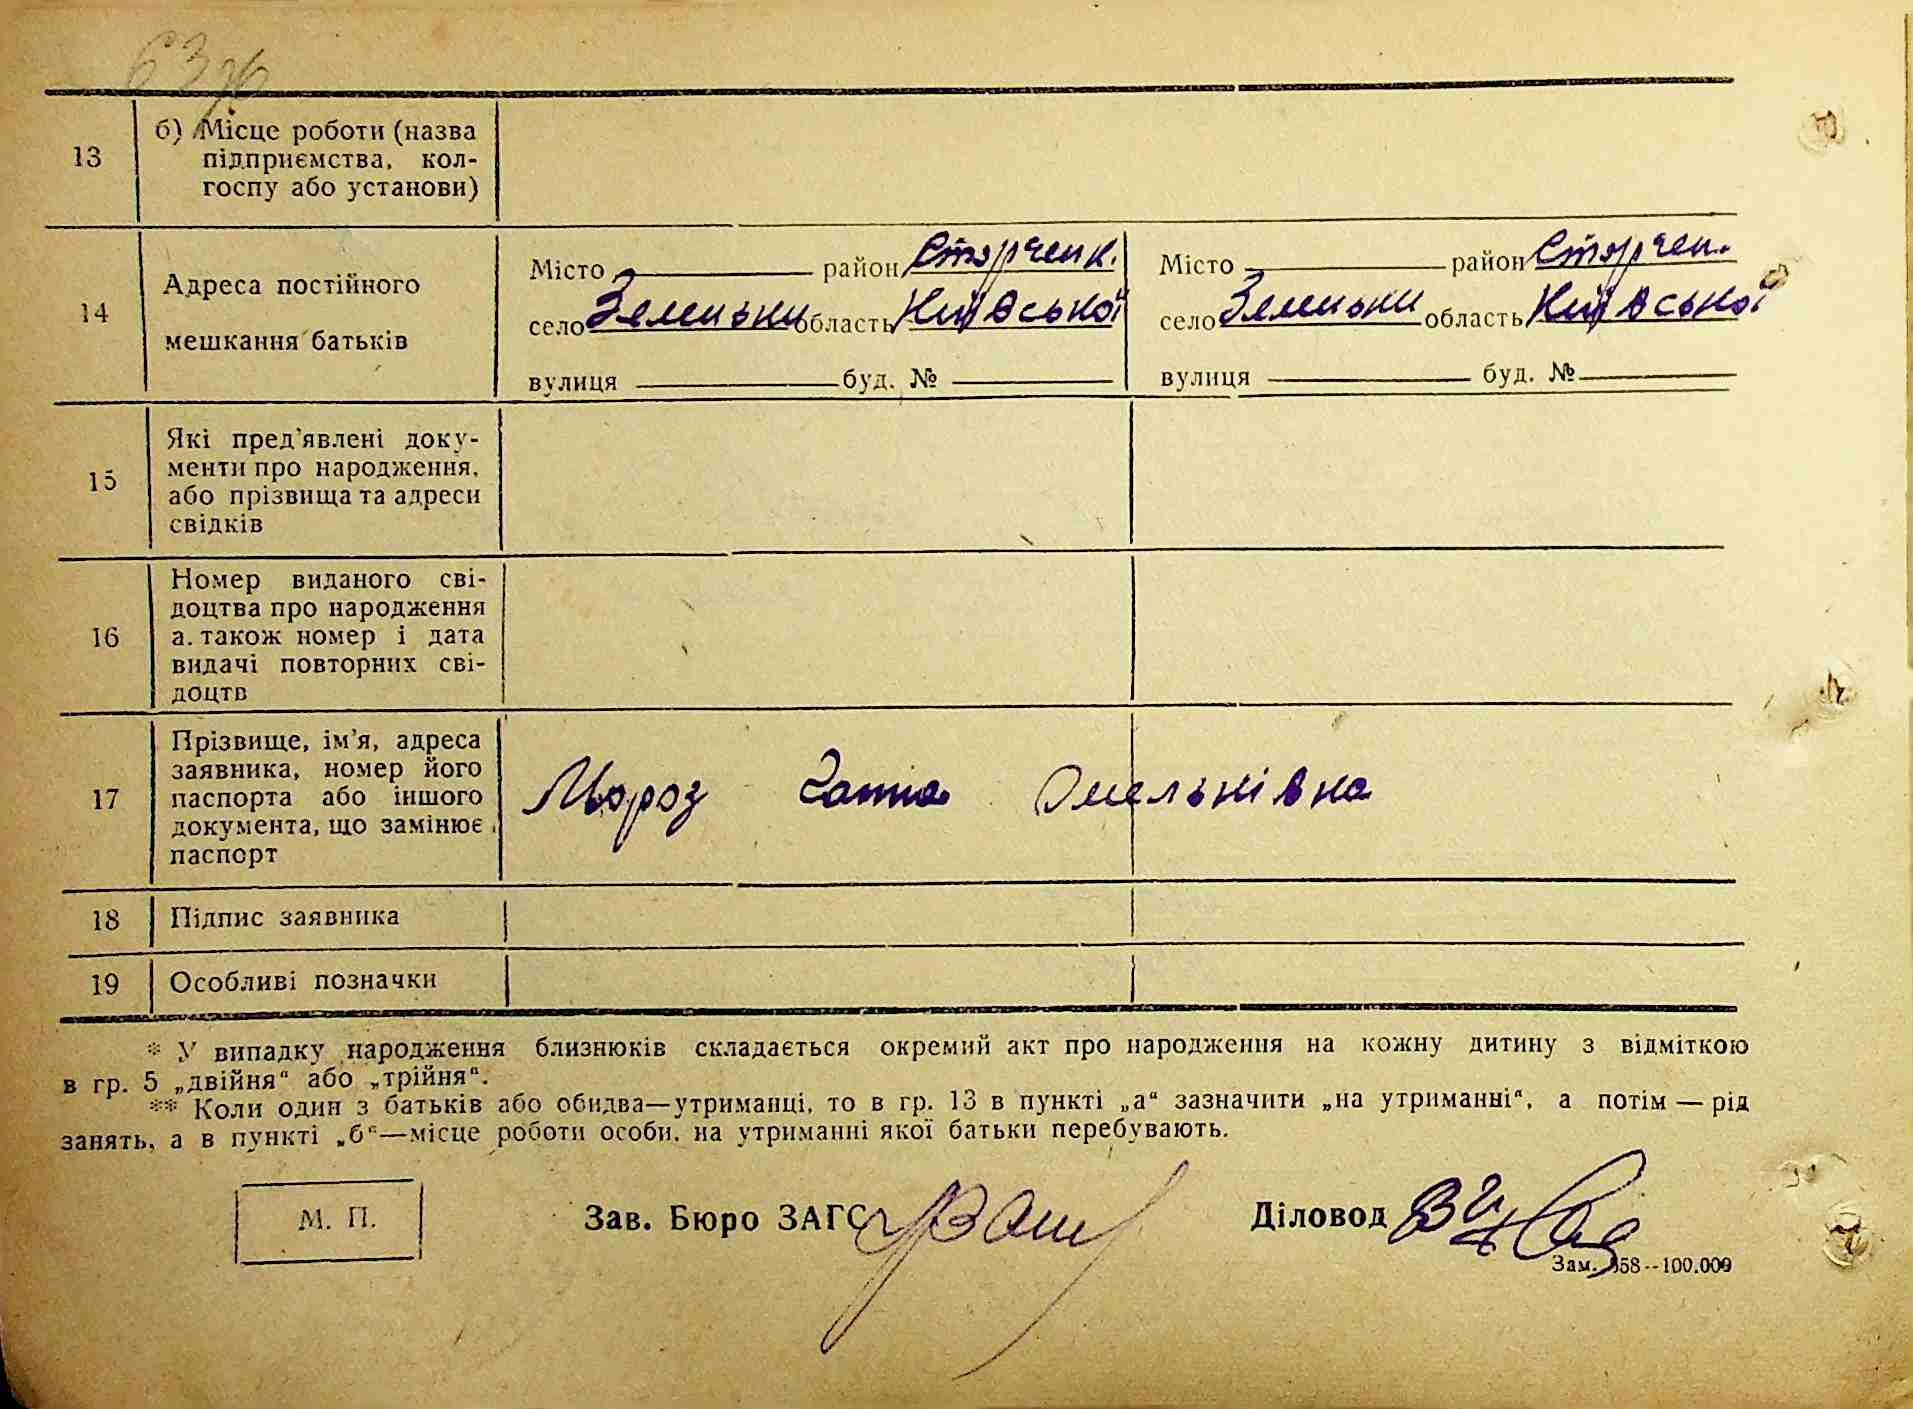 63
13
б) Місце роботи (назва
підприємства, кол-
госпу або установи)
14
Адреса постійного
мешкання батьків
Місто район
село Земиньки область Київської
вулиця буд. №
Місто район
село Земиньки область Київської
вулиця буд. №
15
Які пред'явлені доку-
менти про народження,
або прізвища та адреси
свідків
16
Номер виданого сві-
доцтва про народження
а також номер і дата
видачі повторних сві-
доцтв
17
Прізвище, ім'я, адреса
заявника, номер його
паспорта або іншого
документа, що замінює
паспорт
Мороз Ганна Омельнівна
18
Підпис заявника
19
Особливі позначки
* У випадку народження близнюків складається окремий акт про народження на кожну дитину з відміткою
в гр. 5 „двійня“ або „трійня“.
** Коли один з батьків або обидва—утриманці, то в гр. 13 в пункті „а“ зазначити „на утриманні“, а потім — рід
занять, а в пункті „б“—місце роботи особи, на утриманні якої батьки перебувають.
М. П.
Зав. Бюро ЗАГС
Діловод
Зам. 558--100.000